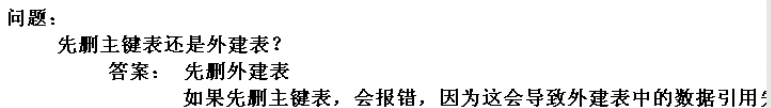 问题：
先删主键表还是外建表？
答案： 先删外建表
如果先删主键表，会报错，因为这会导致外建表中的数据引用